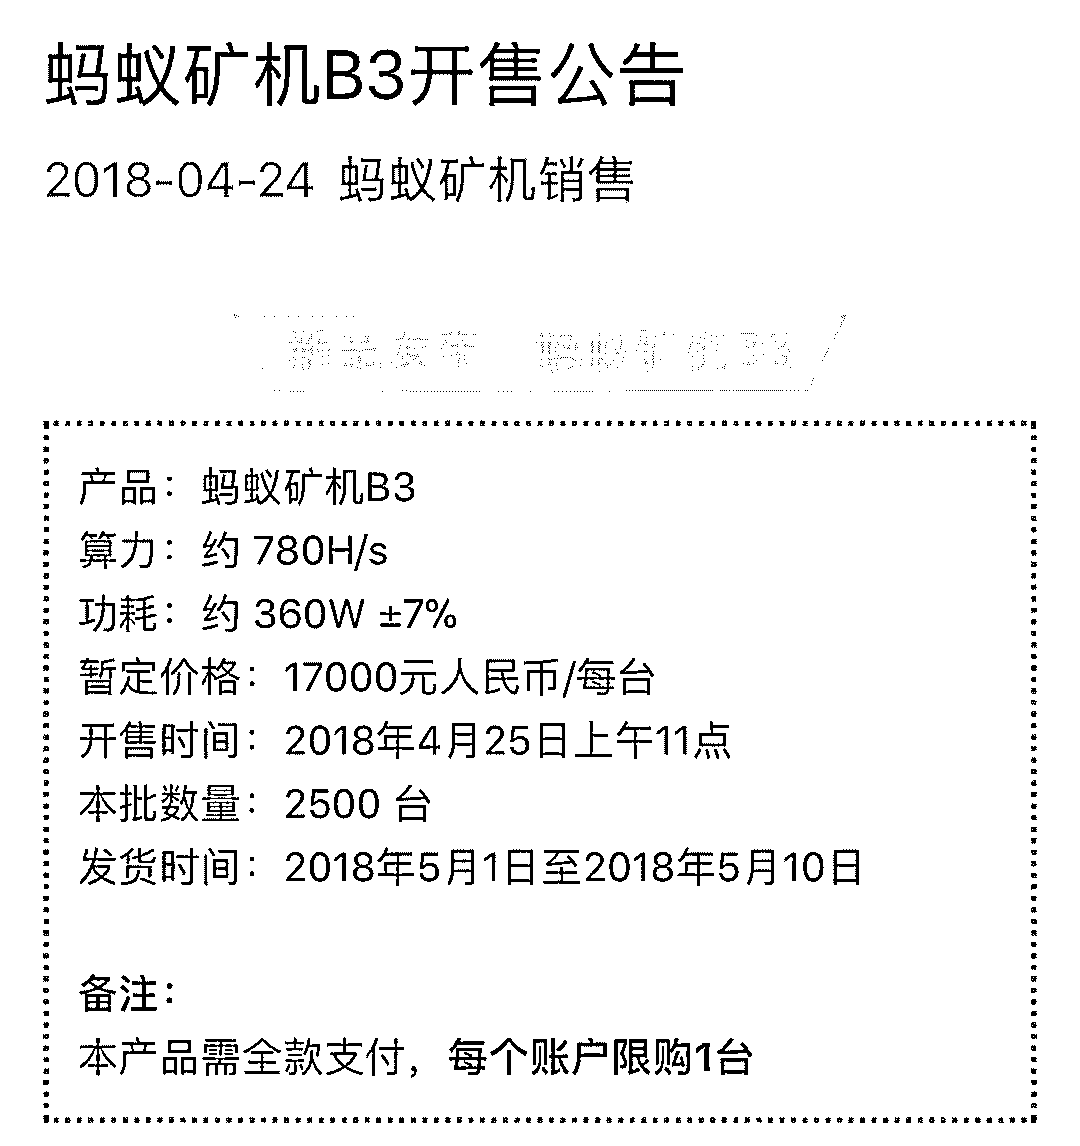 蚂蚁矿机B3开售公告
2018-04-24 蚂蚁矿机销售
新品发布 蚂蚁矿机B3
产品：蚂蚁矿机B3
算力：约 780H/s
功耗：约 360W ±7%
暂定价格：17000元人民币/每台
开售时间：2018年4月25日上午11点
本批数量：2500 台
发货时间：2018年5月1日至2018年5月10日
备注：
本产品需全款支付，每个账户限购1台